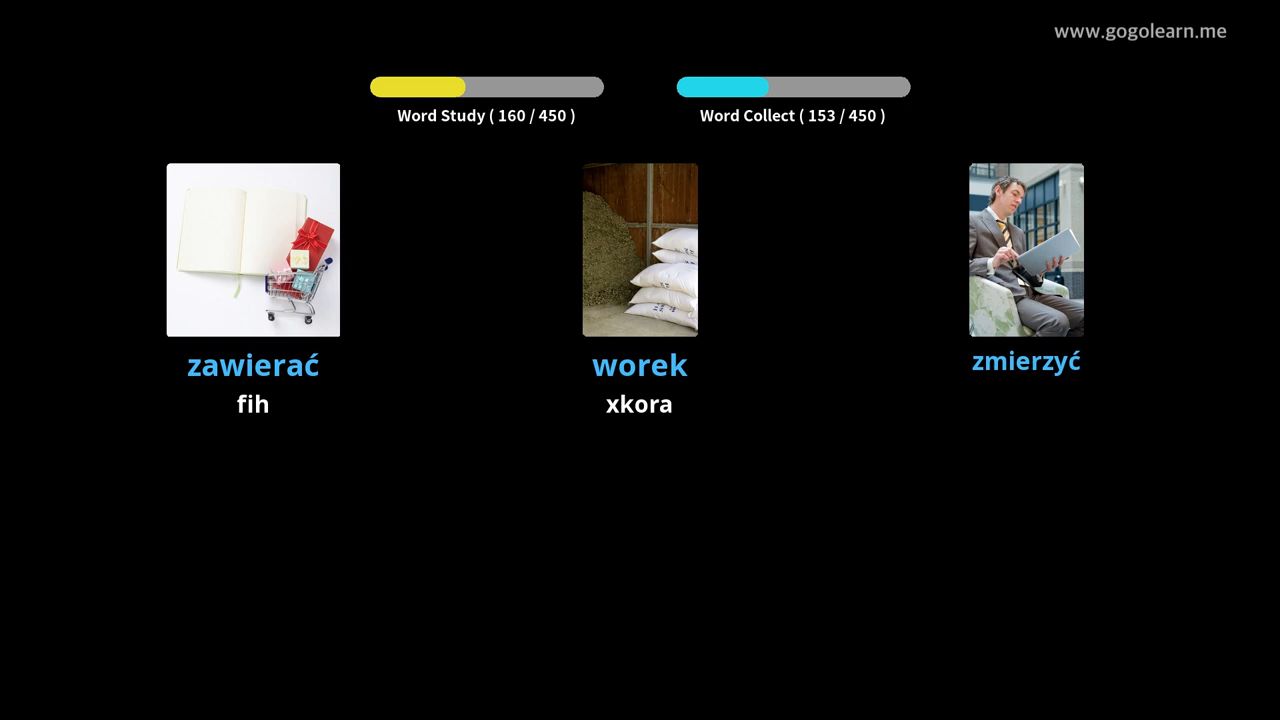 www.gogolearn.me
Word Study ( 160 / 450 )
Word Collect ( 153 / 450 )
zawierać
fih
worek
xkora
zmierzyć